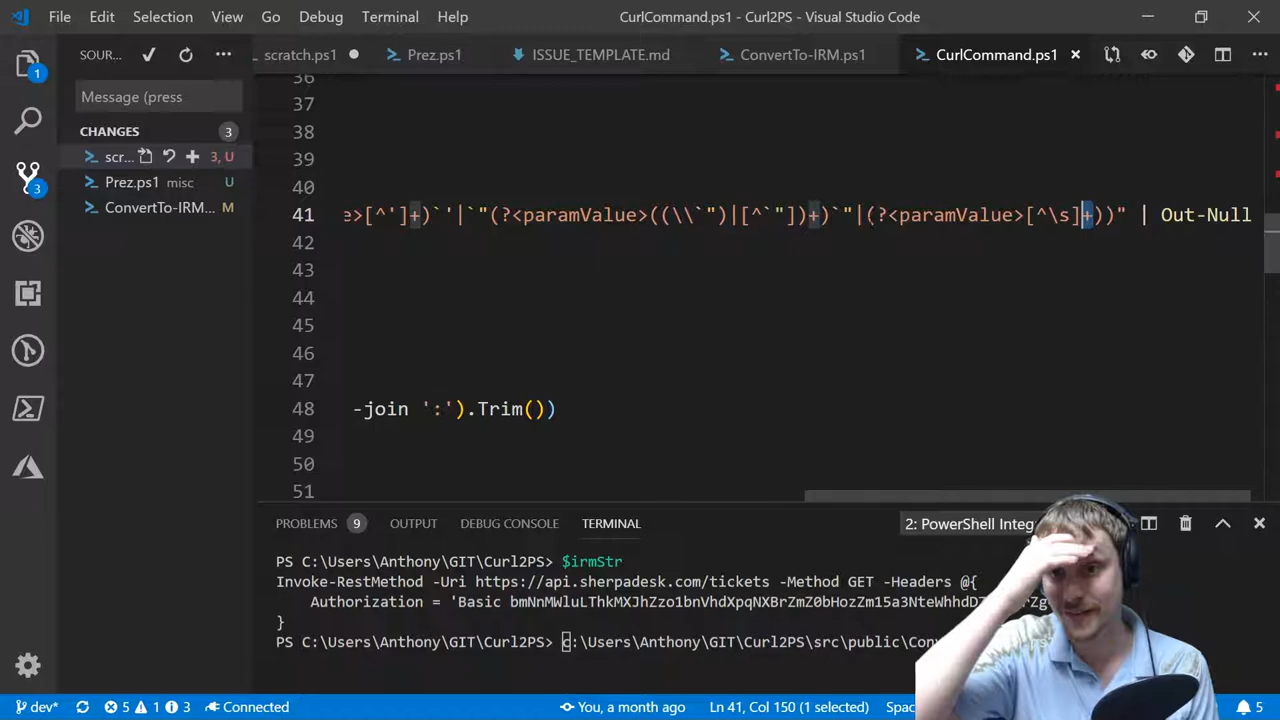 File Edit Selection View Go Debug Terminal Help CurlCommand.ps1 - Curl2PS - Visual Studio Code
SOUR... scratch.ps1 Prez.ps1 ISSUE_TEMPLATE.md ConvertTo-IRM.ps1 CurlCommand.ps1
1
Message (press
CHANGES 3
scr... 3, U
Prez.ps1 misc U
ConvertTo-IRM... M
3
36
37
38
39
40
41 e>[^']+)`'|`"(?<paramValue>((\\`")|[^`"])+)`"|(?<paramValue>[^\s]+))" | Out-Null
42
43
44
45
46
47
48 -join ':').Trim())
49
50
51
PROBLEMS 9 OUTPUT DEBUG CONSOLE TERMINAL 2: PowerShell Integ
PS C:\Users\Anthony\GIT\Curl2PS> $irmStr
Invoke-RestMethod -Uri https://api.sherpadesk.com/tickets -Method GET -Headers @{
Authorization = 'Basic
}
PS C:\Users\Anthony\GIT\Curl2PS> c:\Users\Anthony\GIT\Curl2PS\src\public\Con
dev* 5 1 3 Connected You, a month ago Ln 41, Col 150 (1 selected) 5